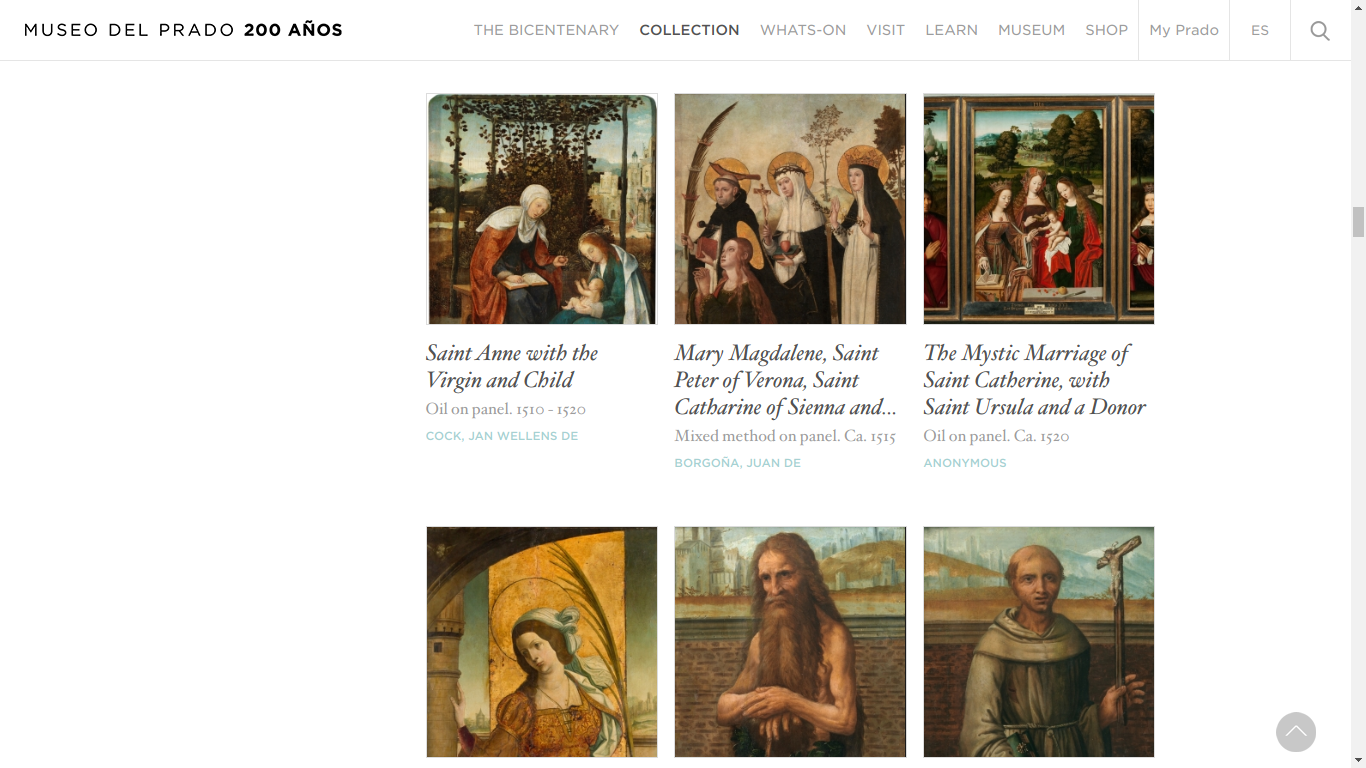 MUSEO DEL PRADO 200 AÑOS
THE BICENTENARY COLLECTION WHATS-ON VISIT LEARN MUSEUM SHOP My Prado ES
Saint Anne with the
Virgin and Child
Oil on panel. 1510 - 1520
COCK, JAN WELLENS DE
Mary Magdalene, Saint
Peter of Verona, Saint
Catharine of Sienna and...
Mixed method on panel. Ca. 1515
BORGOÑA, JUAN DE
The Mystic Marriage of
Saint Catherine, with
Saint Ursula and a Donor
Oil on panel. Ca. 1520
ANONYMOUS